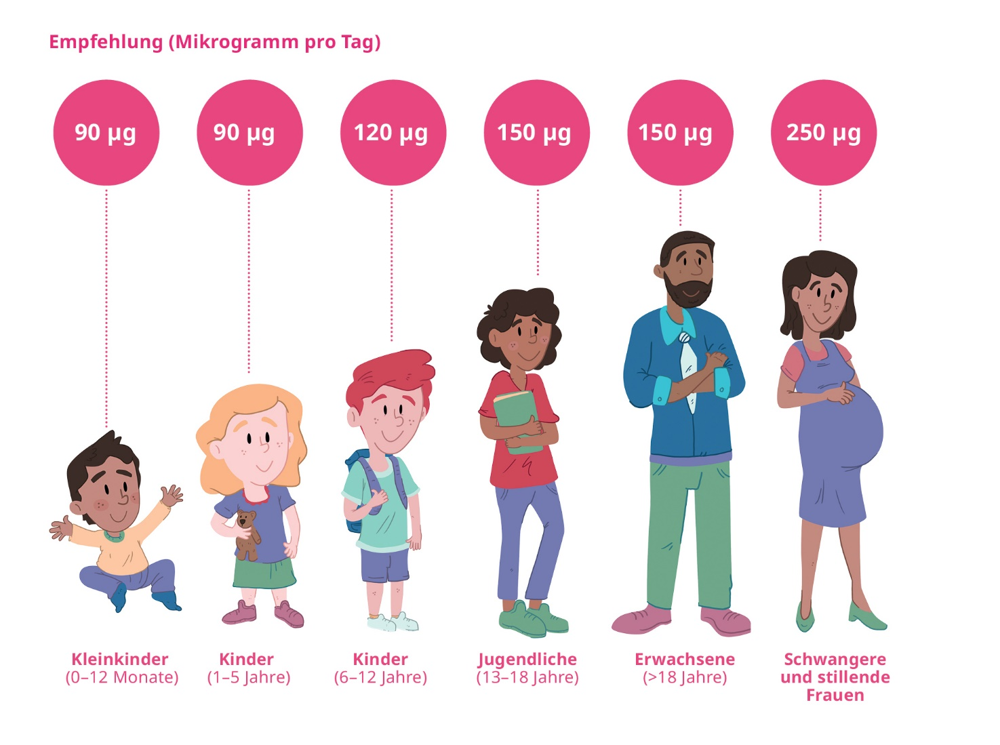 Empfehlung (Mikrogramm pro Tag)
90 µg
90 µg
120 µg
150 µg
150 µg
250 µg
Kleinkinder
(0–12 Monate)
Kinder
(1–5 Jahre)
Kinder
(6–12 Jahre)
Jugendliche
(13–18 Jahre)
Erwachsene
(>18 Jahre)
Schwangere
und stillende
Frauen